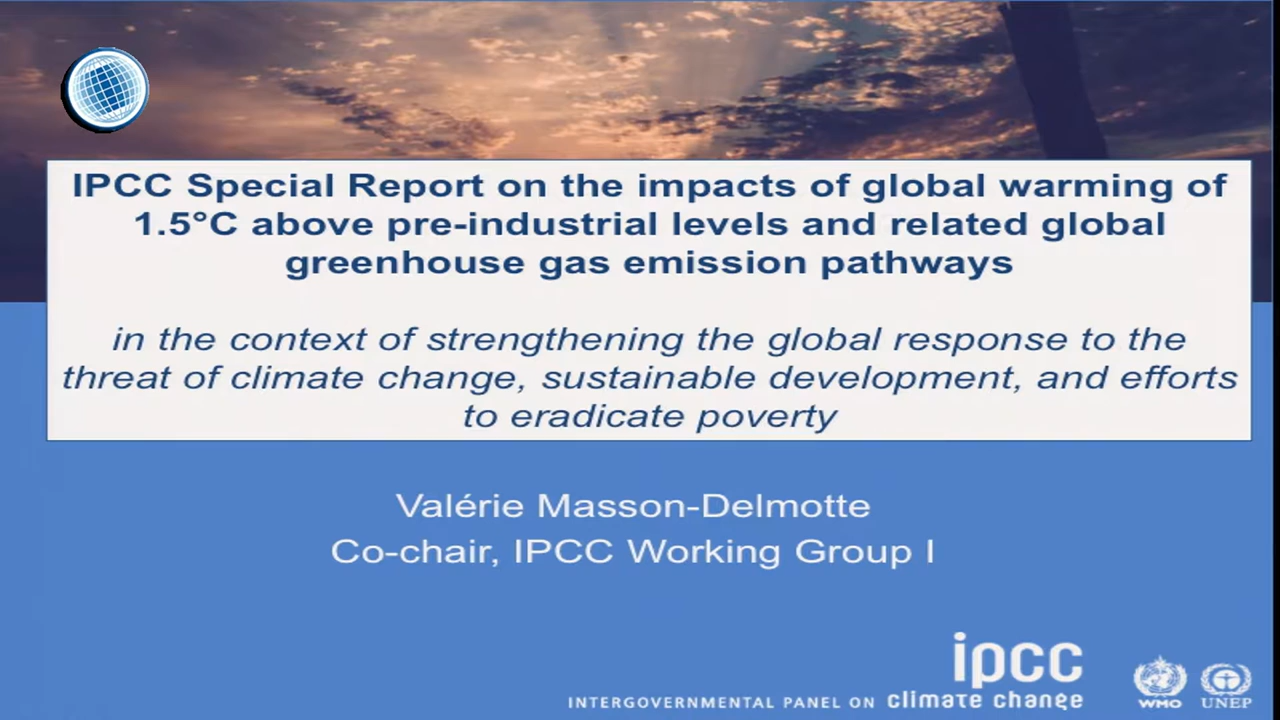 IPCC Special Report on the impacts of global warming of
1.5°C above pre-industrial levels and related global
greenhouse gas emission pathways
in the context of strengthening the global response to the
threat of climate change, sustainable development, and efforts
to eradicate poverty
Valérie Masson-Delmotte
Co-chair, IPCC Working Group I
ipcc
INTERGOVERNMENTAL PANEL ON climate change
WMO UNEP